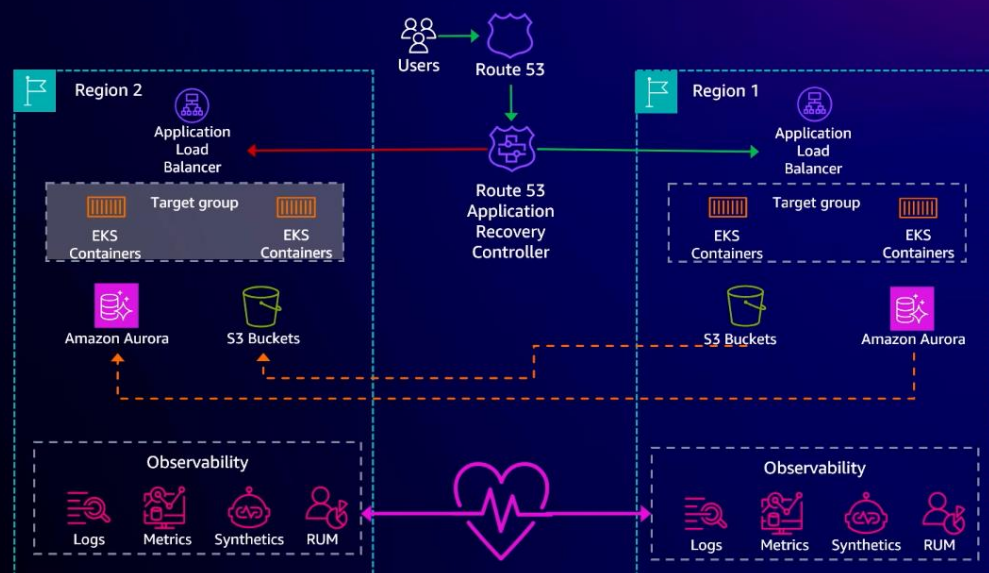 Users
Route 53
Region 2
Region 1
Application
Load
Balancer
Application
Load
Balancer
Route 53
Application
Recovery
Controller
Target group
EKS
Containers
EKS
Containers
Target group
EKS
Containers
EKS
Containers
Amazon Aurora
S3 Buckets
S3 Buckets
Amazon Aurora
Observability
Logs
Metrics
Synthetics
RUM
Observability
Logs
Metrics
Synthetics
RUM